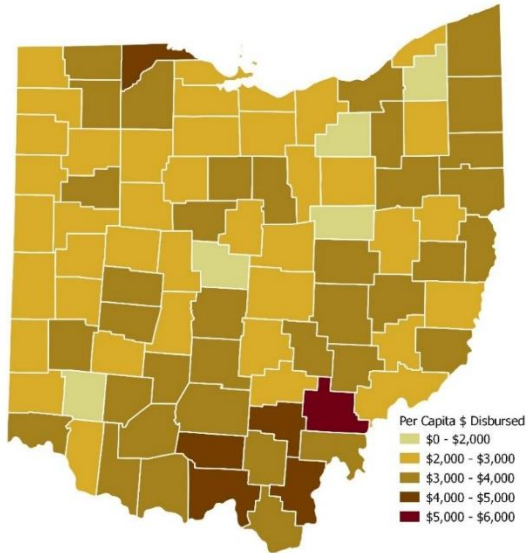 Per Capita $ Disbursed
$0 - $2,000
$2,000 - $3,000
$3,000 - $4,000
$4,000 - $5,000
$5,000 - $6,000